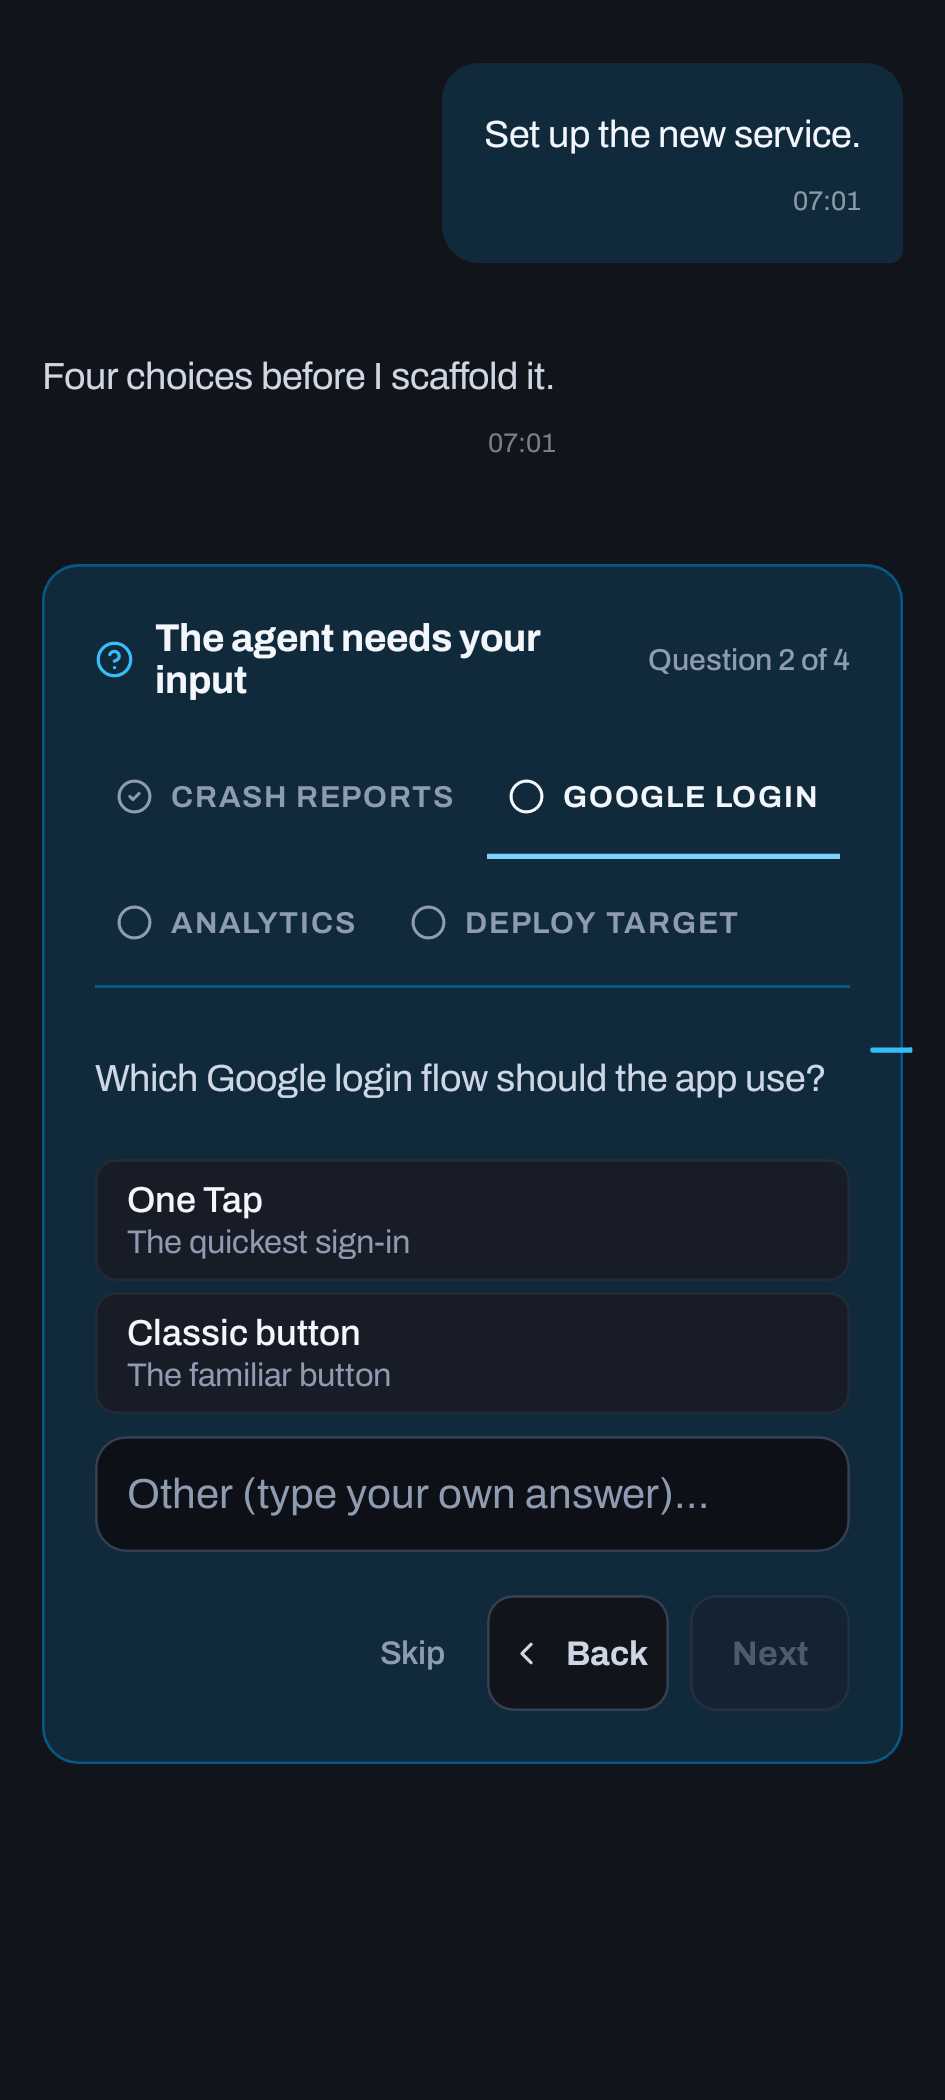 Set up the new service.
07:01
Four choices before I scaffold it.
07:01
The agent needs your
input
Question 2 of 4
CRASH REPORTS
GOOGLE LOGIN
ANALYTICS
DEPLOY TARGET
Which Google login flow should the app use?
One Tap
The quickest sign-in
Classic button
The familiar button
Other (type your own answer)...
Skip
Back
Next